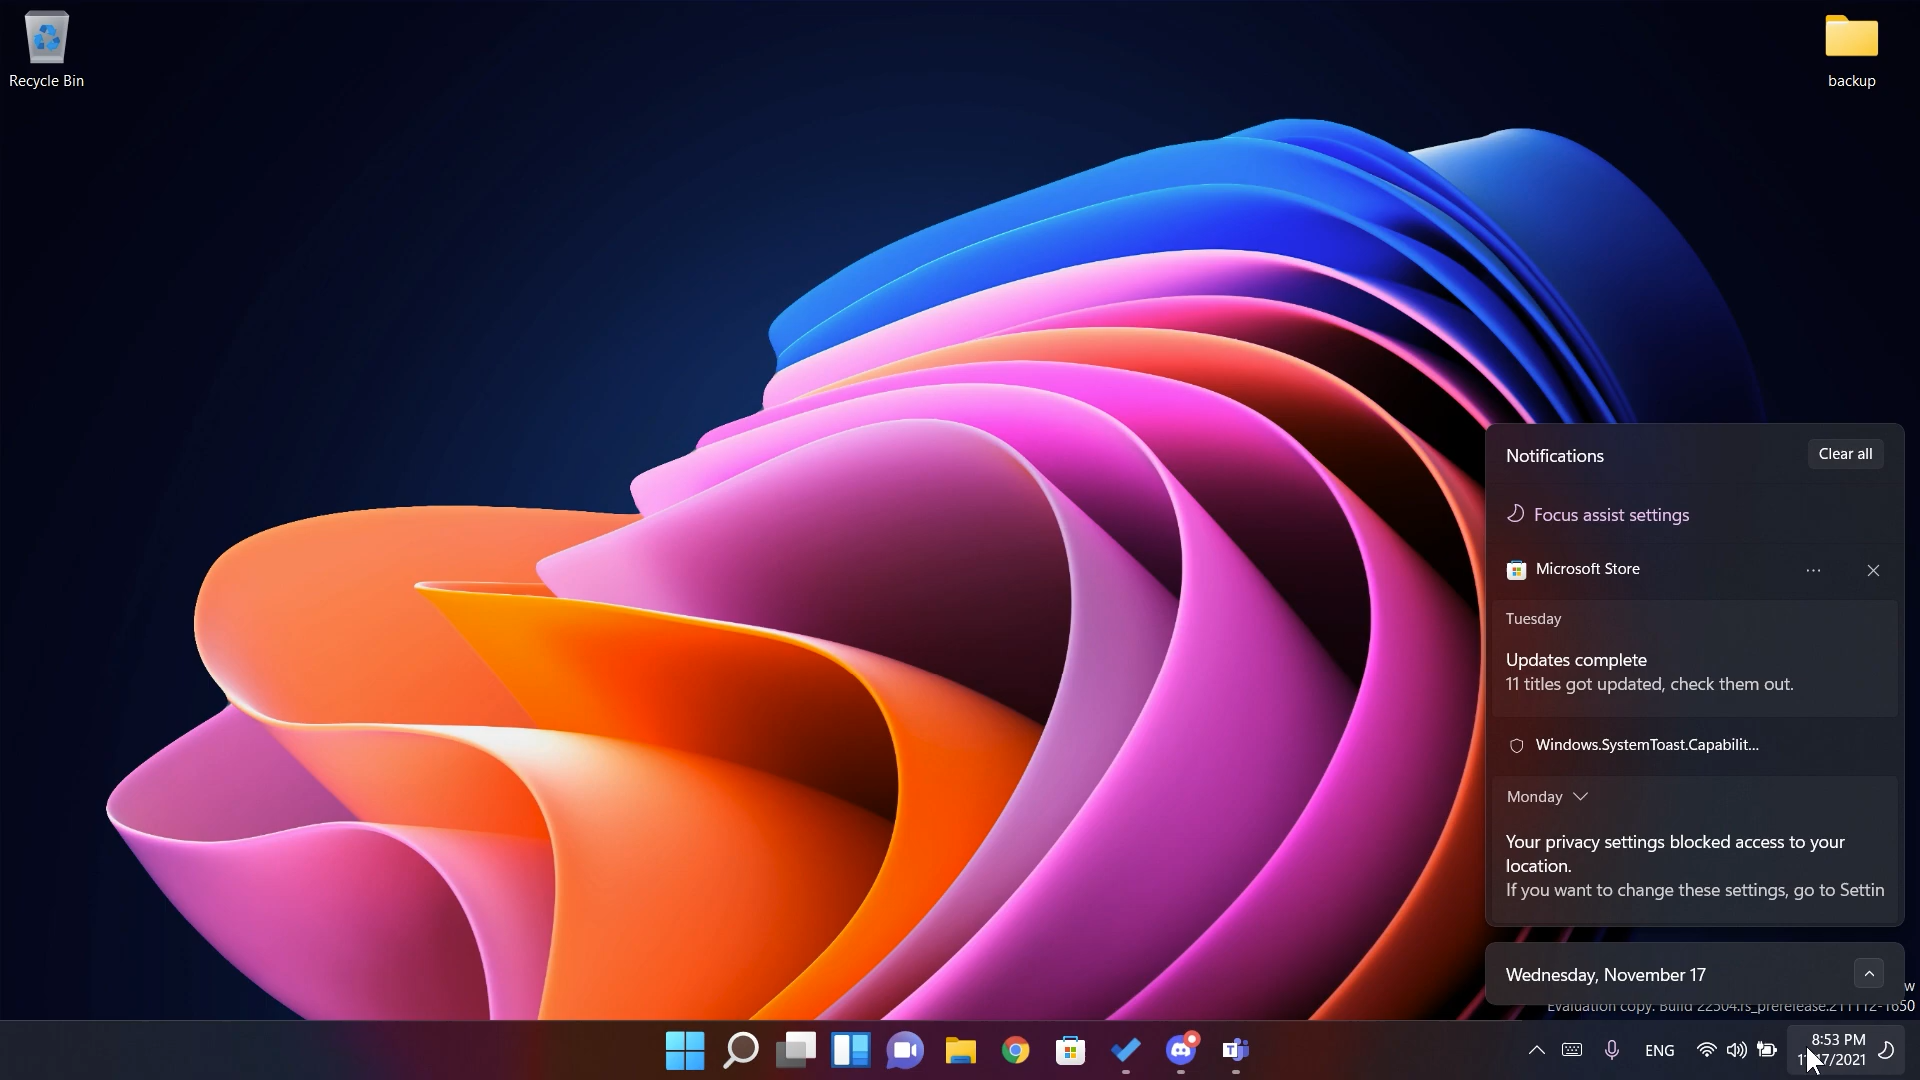 Recycle Bin
backup
Notifications
Clear all
Focus assist settings
Microsoft Store
Tuesday
Updates complete
11 titles got updated, check them out.
Windows.SystemToast.Capabilit...
Monday
Your privacy settings blocked access to your
location.
If you want to change these settings, go to Settin
Wednesday, November 17
w
Evaluation copy. Build 22504.rs_prerelease.211112-1650
ENG
8:53 PM